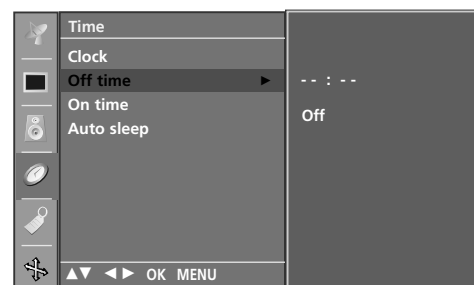 Time
Clock
Off time ►
On time
Auto sleep
- - : - -
Off
▲▼ ◄► OK MENU